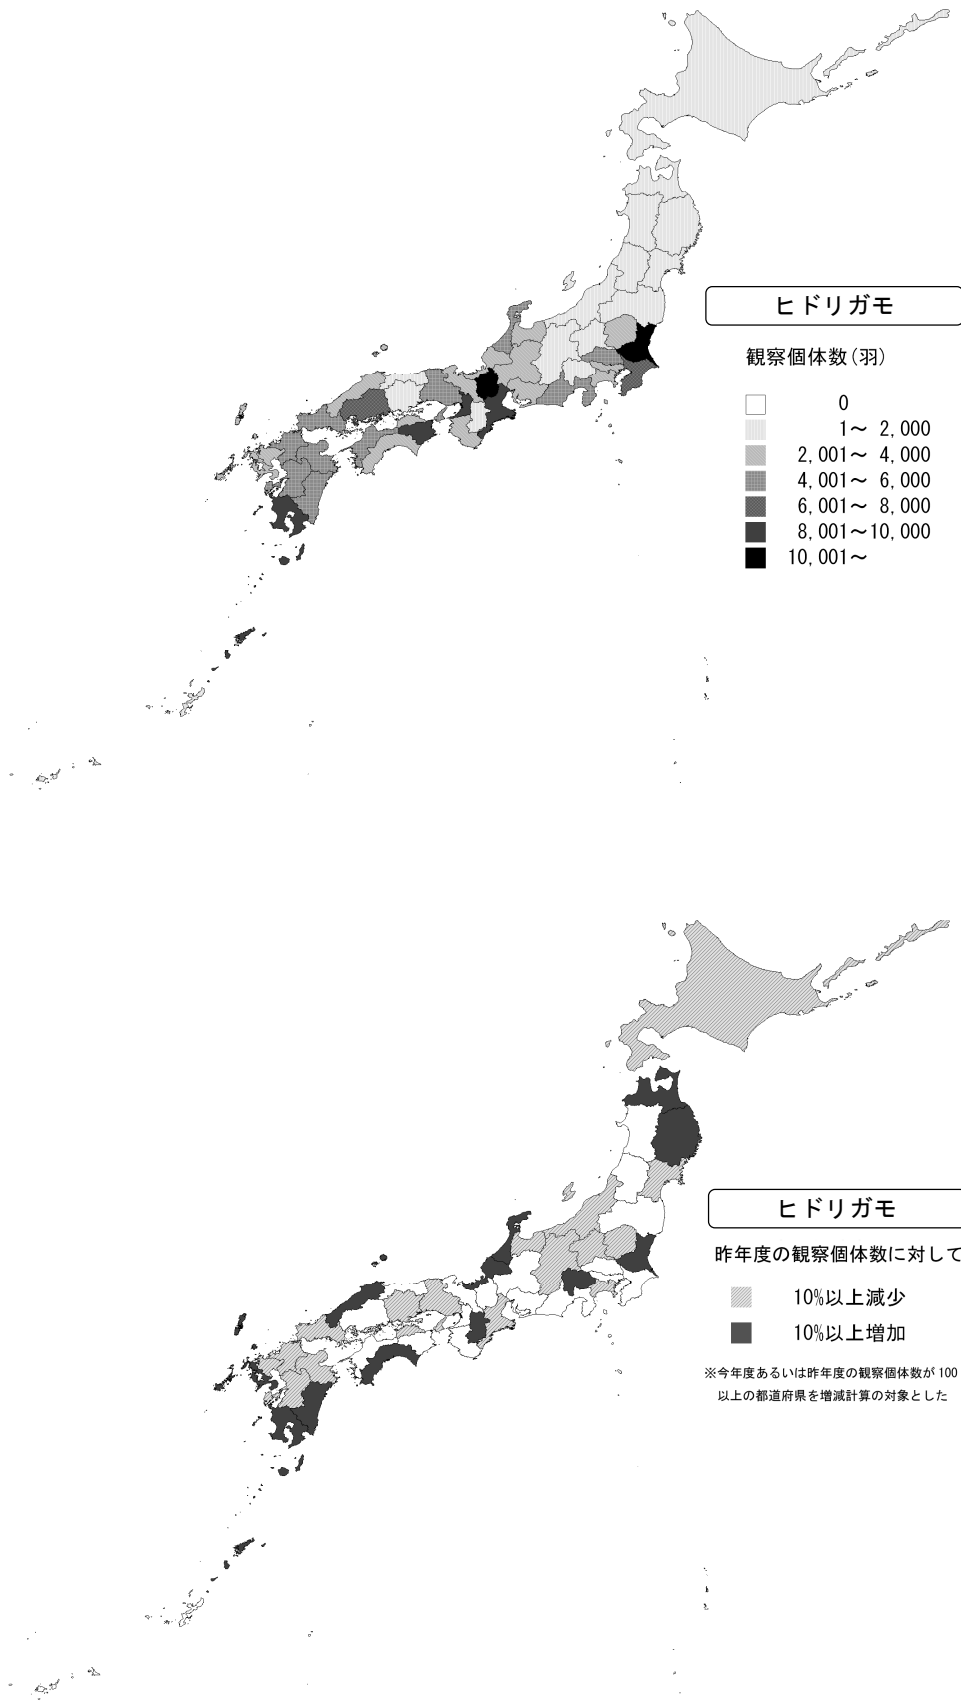 ヒドリガモ
観察個体数(羽)
0
1～ 2,000
2,001～ 4,000
4,001～ 6,000
6,001～ 8,000
8,001～10,000
10,001～
ヒドリガモ
昨年度の観察個体数に対して
10%以上減少
10%以上増加
※今年度あるいは昨年度の観察個体数が100
以上の都道府県を増減計算の対象とした